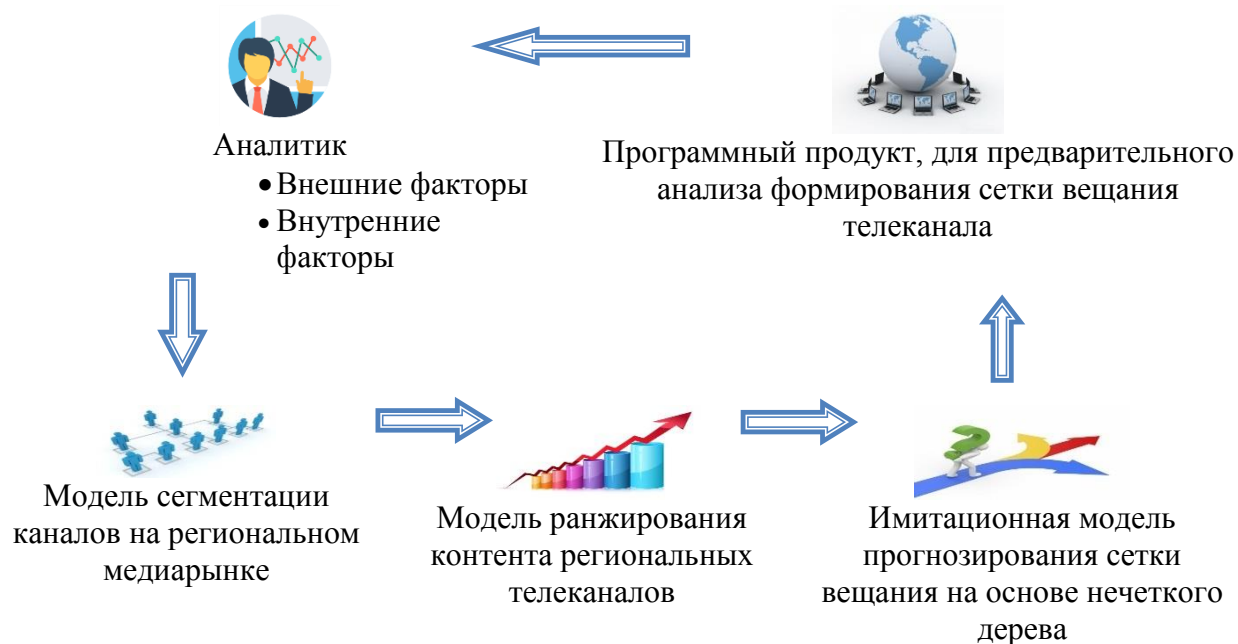 Аналитик
• Внешние факторы
• Внутренние
факторы
Программный продукт, для предварительного
анализа формирования сетки вещания
телеканала
Модель сегментации
каналов на региональном
медиарынке
Модель ранжирования
контента региональных
телеканалов
Имитационная модель
прогнозирования сетки
вещания на основе нечеткого
дерева